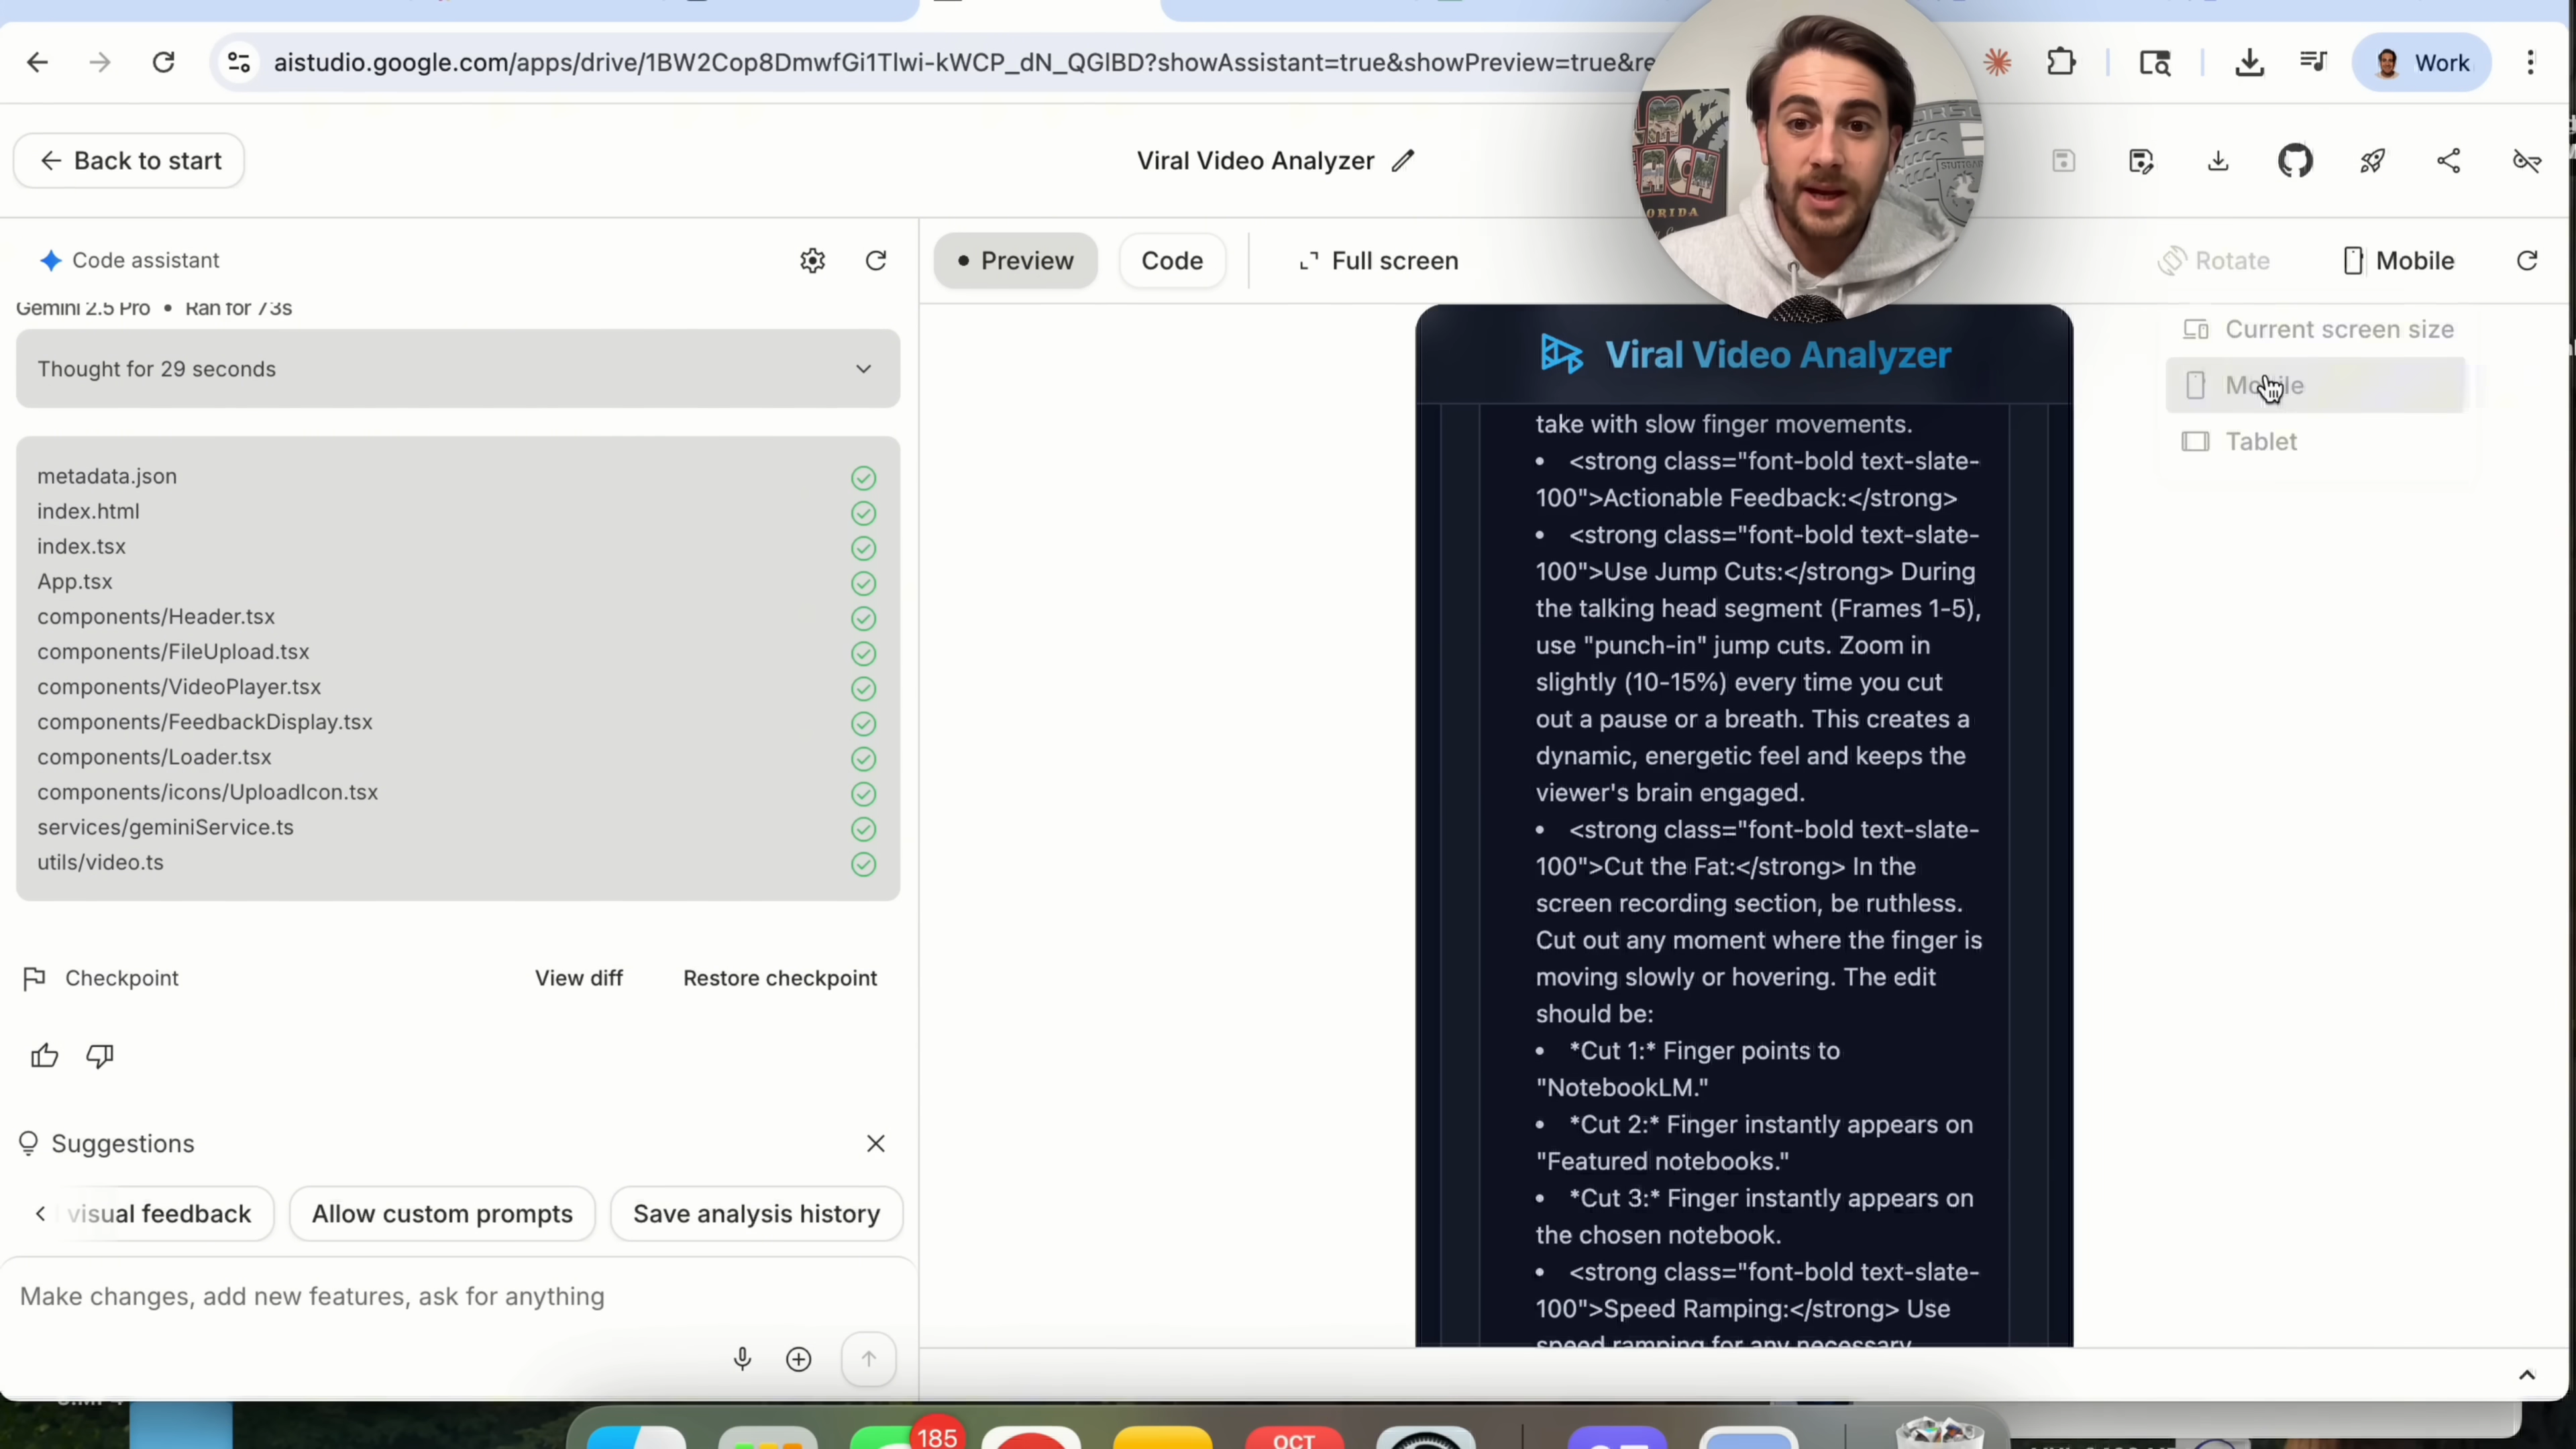 aistudio.google.com/apps/drive/1BW2Cop8DmwfGi1Tlwi-kWCP_dN_QGlBD?showAssistant=true&showPreview=true&re
Work
Back to start
Viral Video Analyzer
ORIDA
STUTTGART
Code assistant
Preview
Code
Full screen
Rotate
Mobile
Gemini 2.5 Pro • Ran for 73s
Thought for 29 seconds
metadata.json
index.html
index.tsx
App.tsx
components/Header.tsx
components/FileUpload.tsx
components/VideoPlayer.tsx
components/FeedbackDisplay.tsx
components/Loader.tsx
components/icons/UploadIcon.tsx
services/geminiService.ts
utils/video.ts
Checkpoint
View diff
Restore checkpoint
Suggestions
visual feedback
Allow custom prompts
Save analysis history
Make changes, add new features, ask for anything
Current screen size
Mobile
Tablet
Viral Video Analyzer
take with slow finger movements.
• <strong class="font-bold text-slate-
100">Actionable Feedback:</strong>
• <strong class="font-bold text-slate-
100">Use Jump Cuts:</strong> During
the talking head segment (Frames 1-5),
use "punch-in" jump cuts. Zoom in
slightly (10-15%) every time you cut
out a pause or a breath. This creates a
dynamic, energetic feel and keeps the
viewer's brain engaged.
• <strong class="font-bold text-slate-
100">Cut the Fat:</strong> In the
screen recording section, be ruthless.
Cut out any moment where the finger is
moving slowly or hovering. The edit
should be:
• *Cut 1:* Finger points to
"NotebookLM."
• *Cut 2:* Finger instantly appears on
"Featured notebooks."
• *Cut 3:* Finger instantly appears on
the chosen notebook.
• <strong class="font-bold text-slate-
100">Speed Ramping:</strong> Use
speed ramping for any necessary
185
OCT